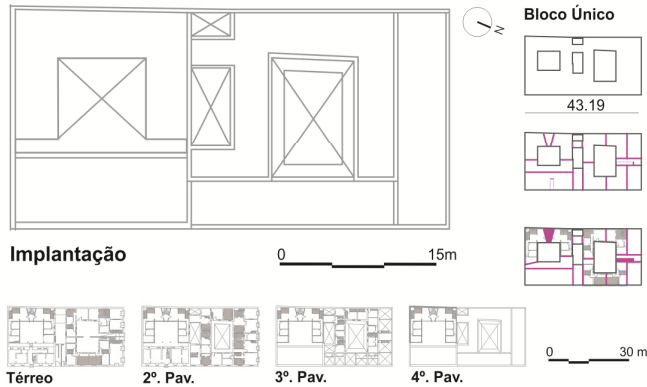 Bloco Único
N
43.19
Implantação
0 15m
Térreo
2º. Pav.
3º. Pav.
4º. Pav.
0 30 m